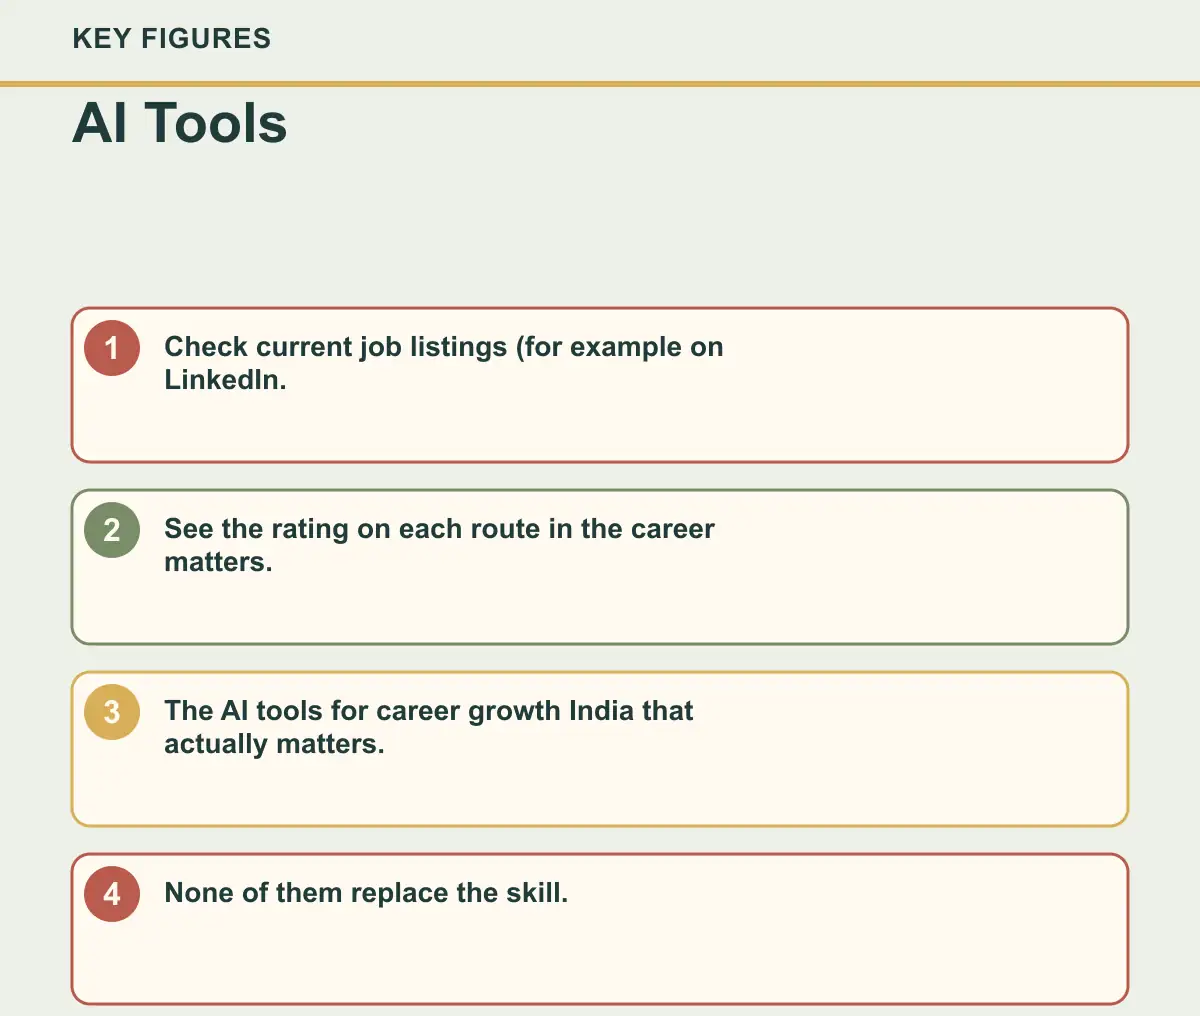 KEY FIGURES
AI Tools
1
Check current job listings (for example on
LinkedIn.
2
See the rating on each route in the career
matters.
3
The AI tools for career growth India that
actually matters.
4
None of them replace the skill.